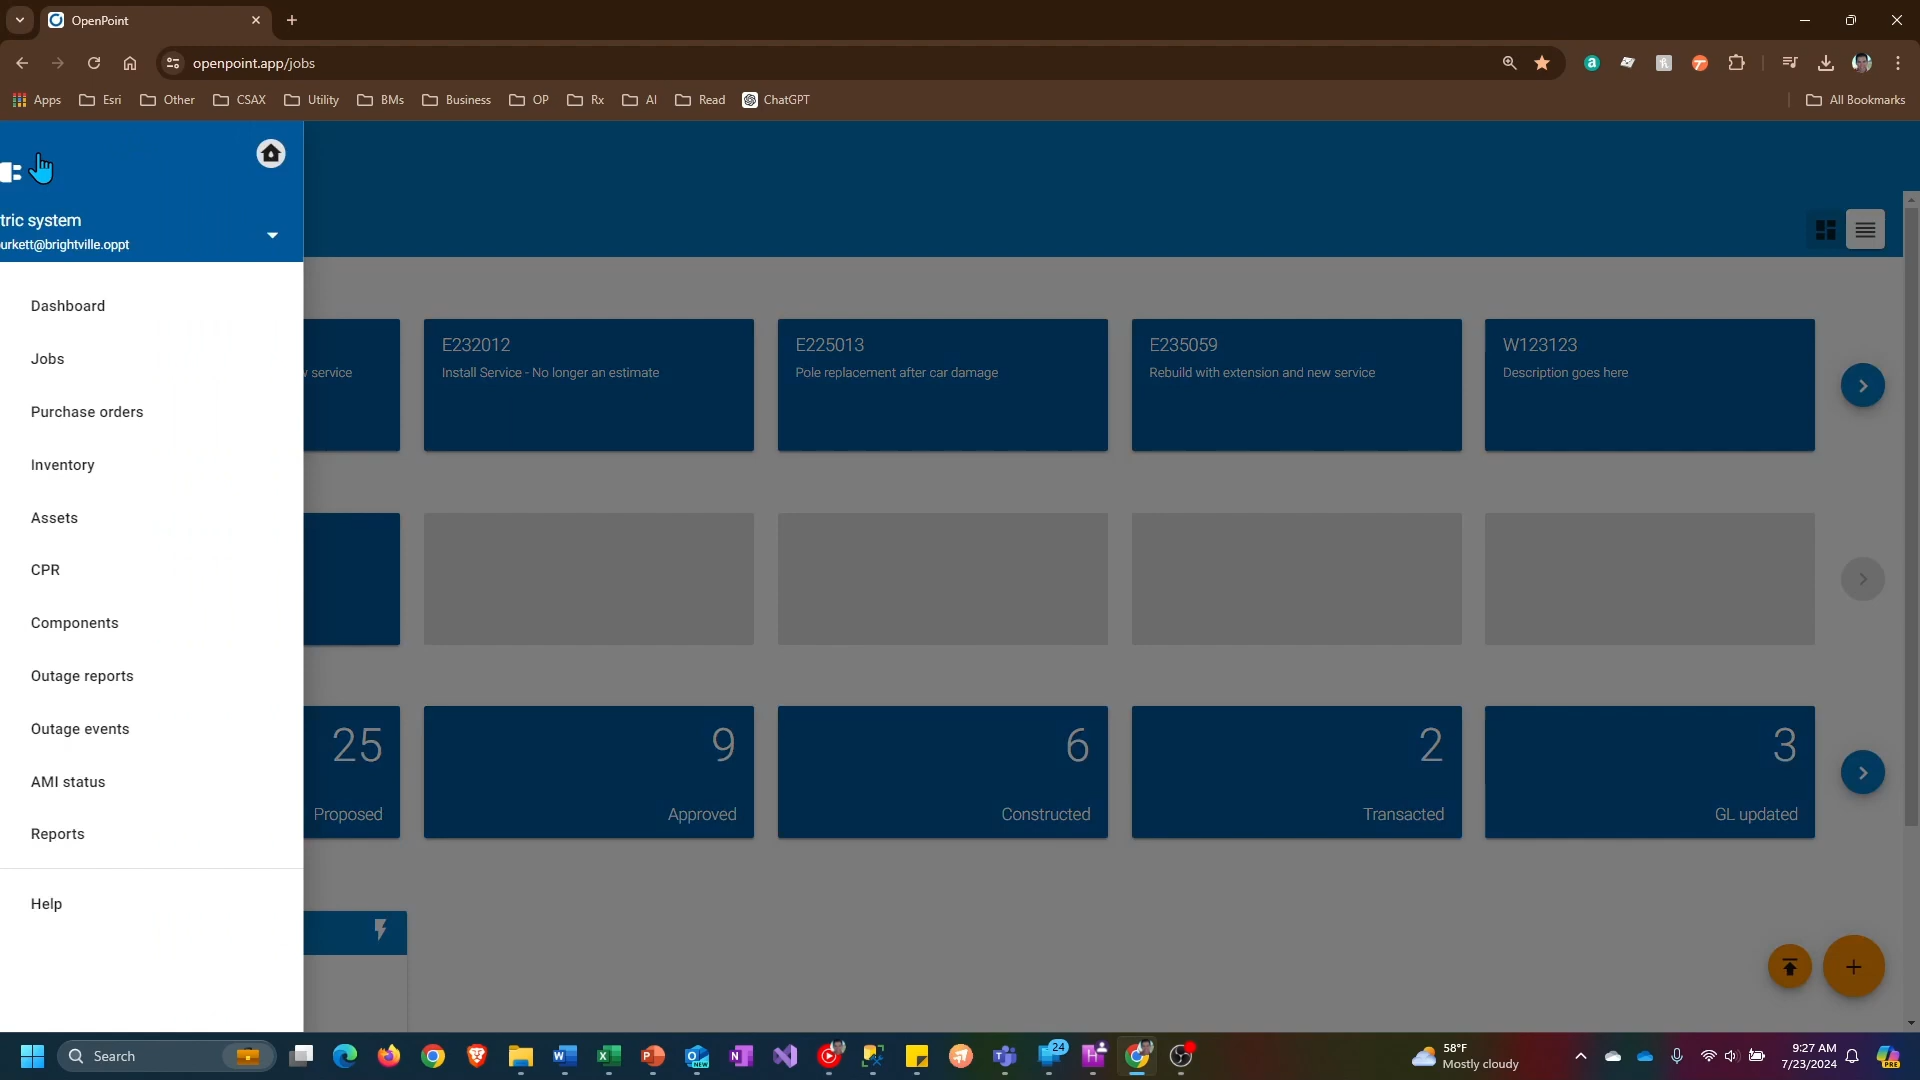 OpenPoint
openpoint.app/jobs
Apps Esri Other CSAX Utility BMs Business OP Rx AI Read ChatGPT All Bookmarks
tric system
urkett@brightville.oppt
Dashboard
Jobs
Purchase orders
Inventory
Assets
CPR
Components
Outage reports
Outage events
AMI status
Reports
Help
service
E232012
Install Service - No longer an estimate
E225013
Pole replacement after car damage
E235059
Rebuild with extension and new service
W123123
Description goes here
25
Proposed
9
Approved
6
Constructed
2
Transacted
3
GL updated
Search
24
58°F
Mostly cloudy
9:27 AM
7/23/2024
PRE